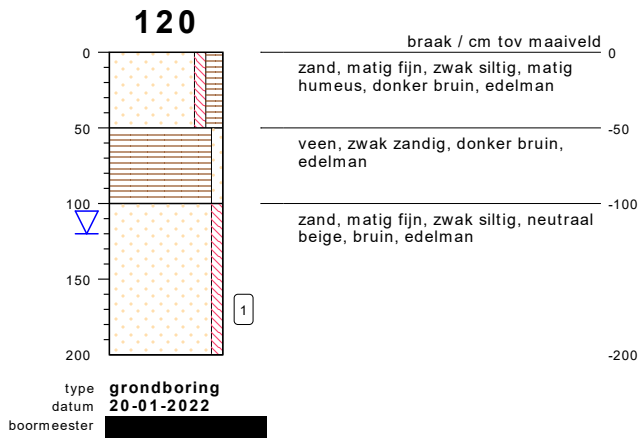 120
braak / cm tov maaiveld
0
0
zand, matig fijn, zwak siltig, matig
humeus, donker bruin, edelman
50
-50
veen, zwak zandig, donker bruin,
edelman
100
-100
zand, matig fijn, zwak siltig, neutraal
beige, bruin, edelman
150
1
200
-200
type grondboring
datum 20-01-2022
boormeester